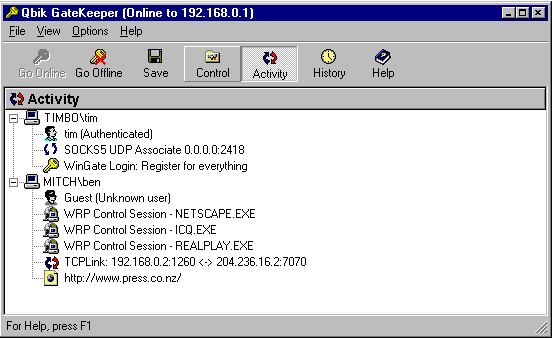 Qbik GateKeeper (Online to 192.168.0.1)
File View Options Help
Go Online Go Offline Save Control Activity History Help
Activity
TIMBO\tim
tim (Authenticated)
SOCKS5 UDP Associate 0.0.0.0:2418
WinGate Login: Register for everything
MITCH\ben
Guest (Unknown user)
WRP Control Session - NETSCAPE.EXE
WRP Control Session - ICQ.EXE
WRP Control Session - REALPLAY.EXE
TCPLink: 192.168.0.2:1260 <-> 204.236.16.2:7070
http://www.press.co.nz/
For Help, press F1